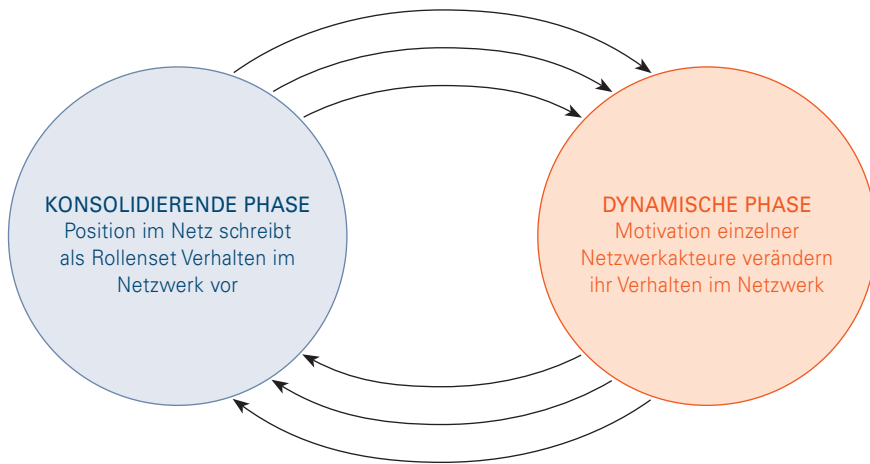 KONSOLIDIERENDE PHASE
Position im Netz schreibt
als Rollenset Verhalten im
Netzwerk vor
DYNAMISCHE PHASE
Motivation einzelner
Netzwerkakteure verändern
ihr Verhalten im Netzwerk